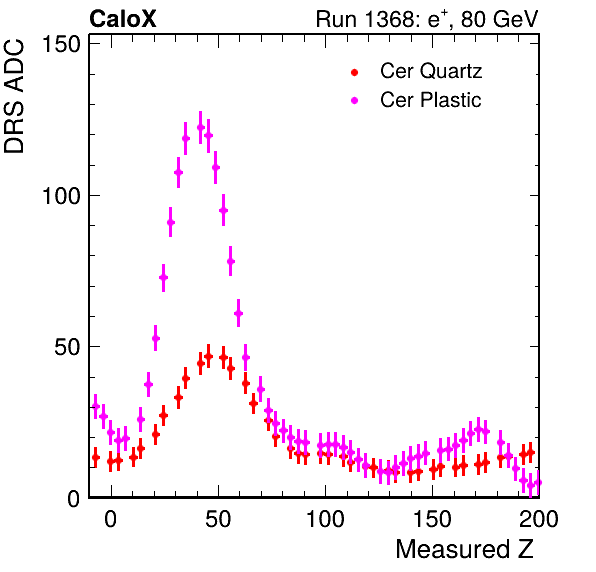 CaloX Run 1368: e⁺, 80 GeV
DRS ADC
Cer Quartz
Cer Plastic
150
100
50
0
0 50 100 150 200
Measured Z